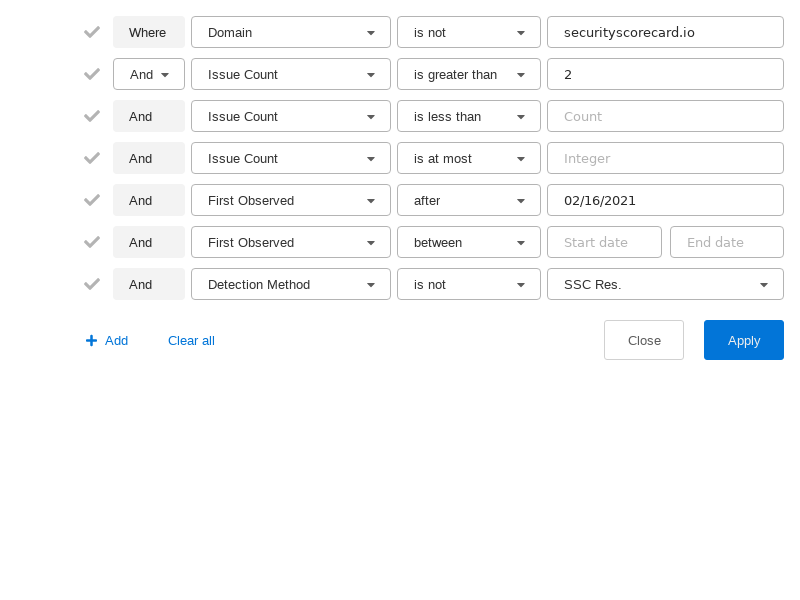 Where Domain is not securityscorecard.io
And Issue Count is greater than 2
And Issue Count is less than Count
And Issue Count is at most Integer
And First Observed after 02/16/2021
And First Observed between Start date End date
And Detection Method is not SSC Res.
Add Clear all Close Apply